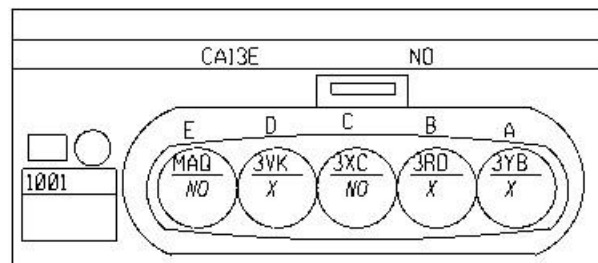 CA13E NO
E D C B A
MAQ 3VK 3XC 3RD 3YB
NO X NO X X
1001